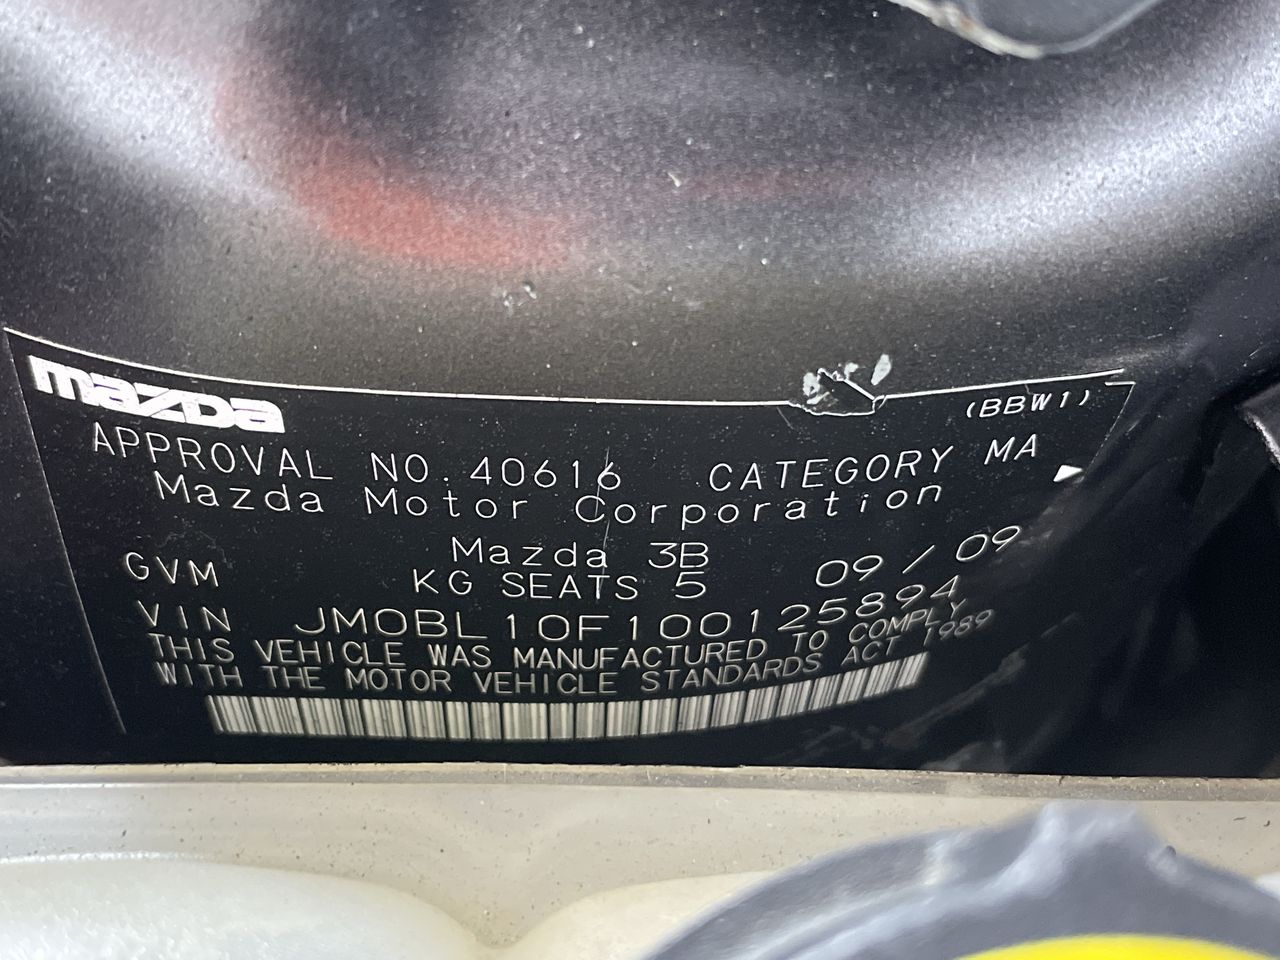 mazda
(BBW1)
APPROVAL NO.40616 CATEGORY MA
Mazda Motor Corporation
Mazda 3B 09/09
GVM KG SEATS 5
VIN JM0BL10F100125894
THIS VEHICLE WAS MANUFACTURED TO COMPLY
WITH THE MOTOR VEHICLE STANDARDS ACT 1989